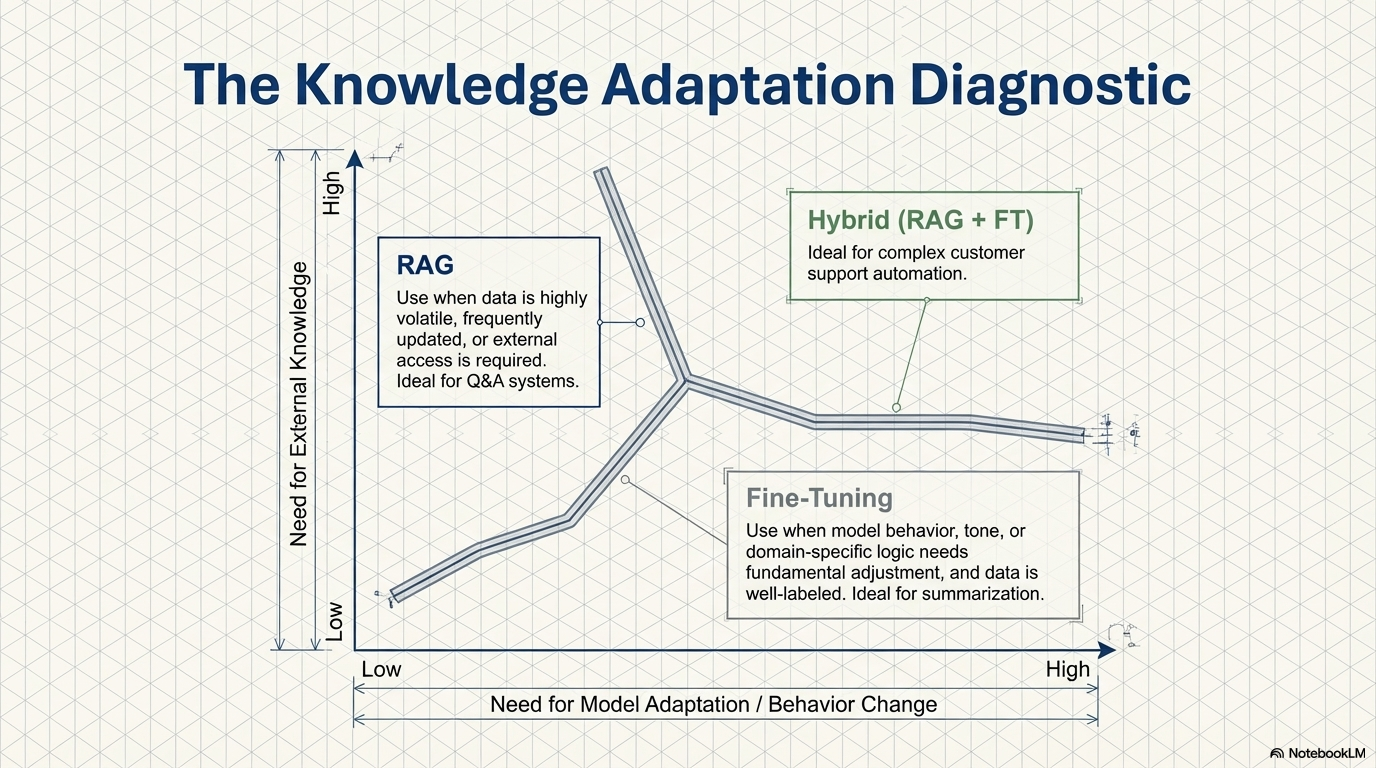 The Knowledge Adaptation Diagnostic
High
Need for External Knowledge
Low
RAG
Use when data is highly
volatile, frequently
updated, or external
access is required.
Ideal for Q&A systems.
Hybrid (RAG + FT)
Ideal for complex customer
support automation.
Fine-Tuning
Use when model behavior, tone, or
domain-specific logic needs
fundamental adjustment, and data is
well-labeled. Ideal for summarization.
Low
High
Need for Model Adaptation / Behavior Change
NotebookLM